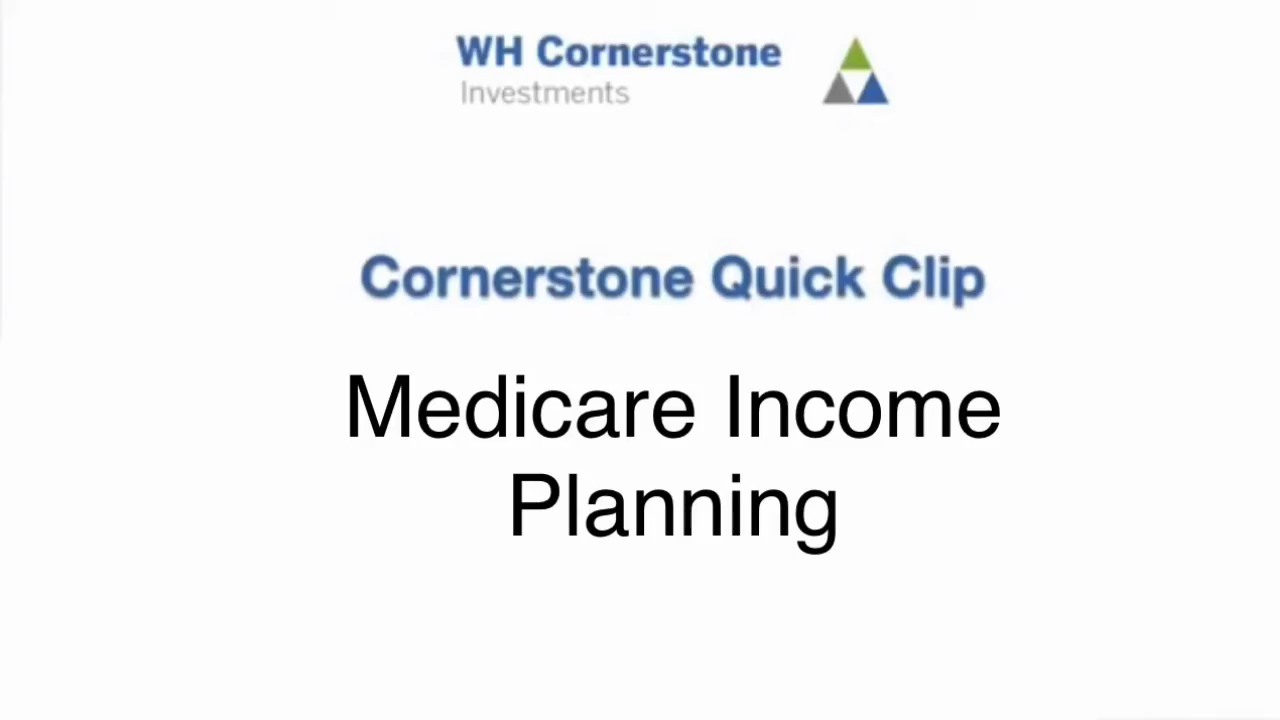 WH Cornerstone
Investments
Cornerstone Quick Clip
Medicare Income
Planning